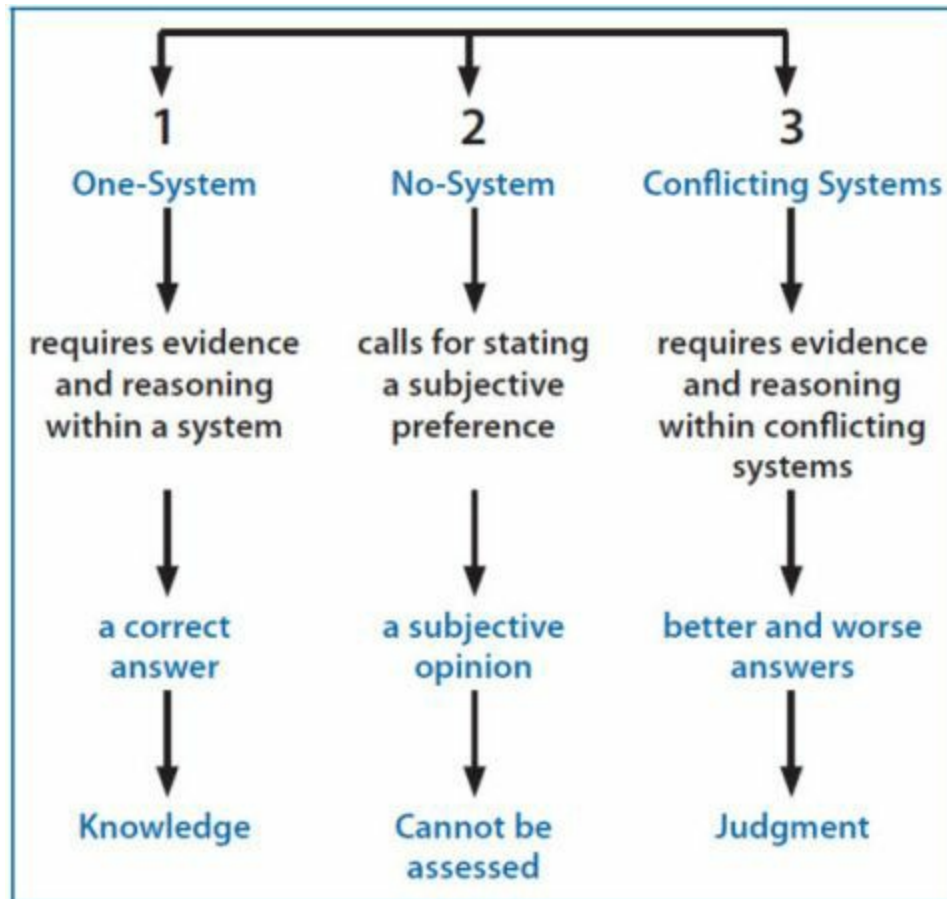 1
One-System
requires evidence
and reasoning
within a system
a correct
answer
Knowledge
2
No-System
calls for stating
a subjective
preference
a subjective
opinion
Cannot be
assessed
3
Conflicting Systems
requires evidence
and reasoning
within conflicting
systems
better and worse
answers
Judgment